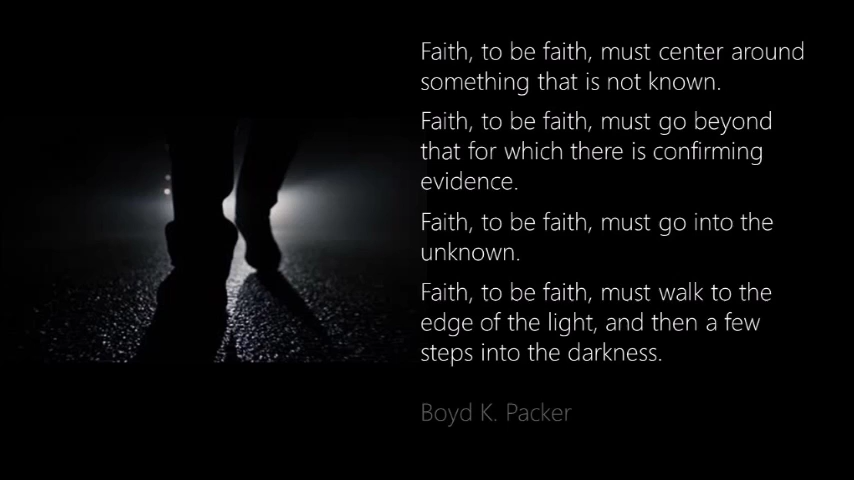 Faith, to be faith, must center around
something that is not known.
Faith, to be faith, must go beyond
that for which there is confirming
evidence.
Faith, to be faith, must go into the
unknown.
Faith, to be faith, must walk to the
edge of the light, and then a few
steps into the darkness.
Boyd K. Packer